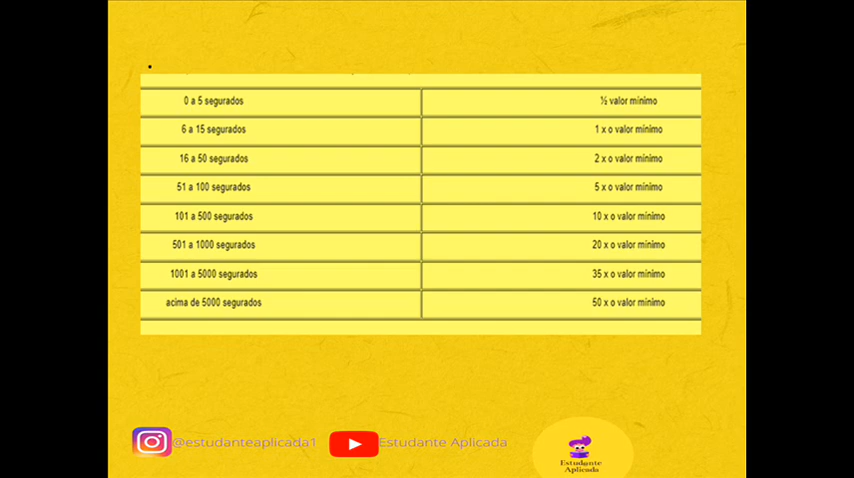 0 a 5 segurados ½ valor mínimo
6 a 15 segurados 1 x o valor mínimo
16 a 50 segurados 2 x o valor mínimo
51 a 100 segurados 5 x o valor mínimo
101 a 500 segurados 10 x o valor mínimo
501 a 1000 segurados 20 x o valor mínimo
1001 a 5000 segurados 35 x o valor mínimo
acima de 5000 segurados 50 x o valor mínimo
@estudanteaplicada1 Estudante Aplicada
Estudante
Aplicada